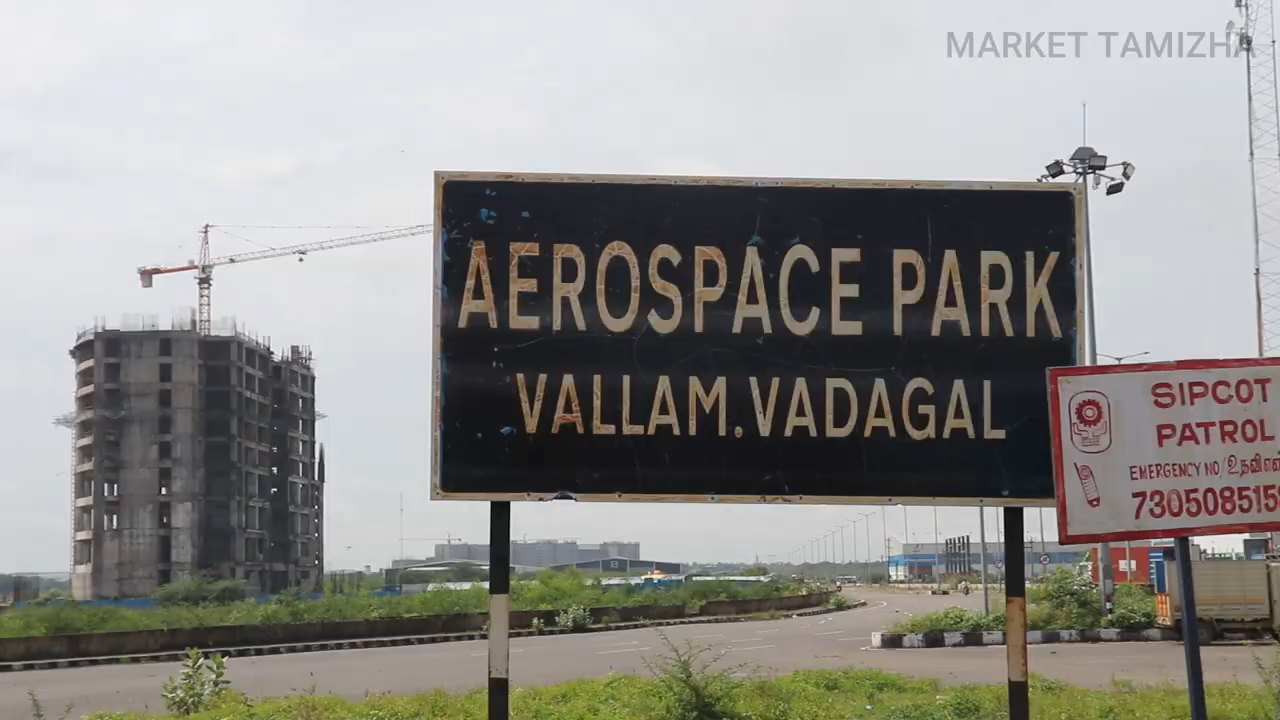 MARKET TAMIZHA
AEROSPACE PARK
VALLAM.VADAGAL
SIPCOT
PATROL
EMERGENCY NO/
730508515